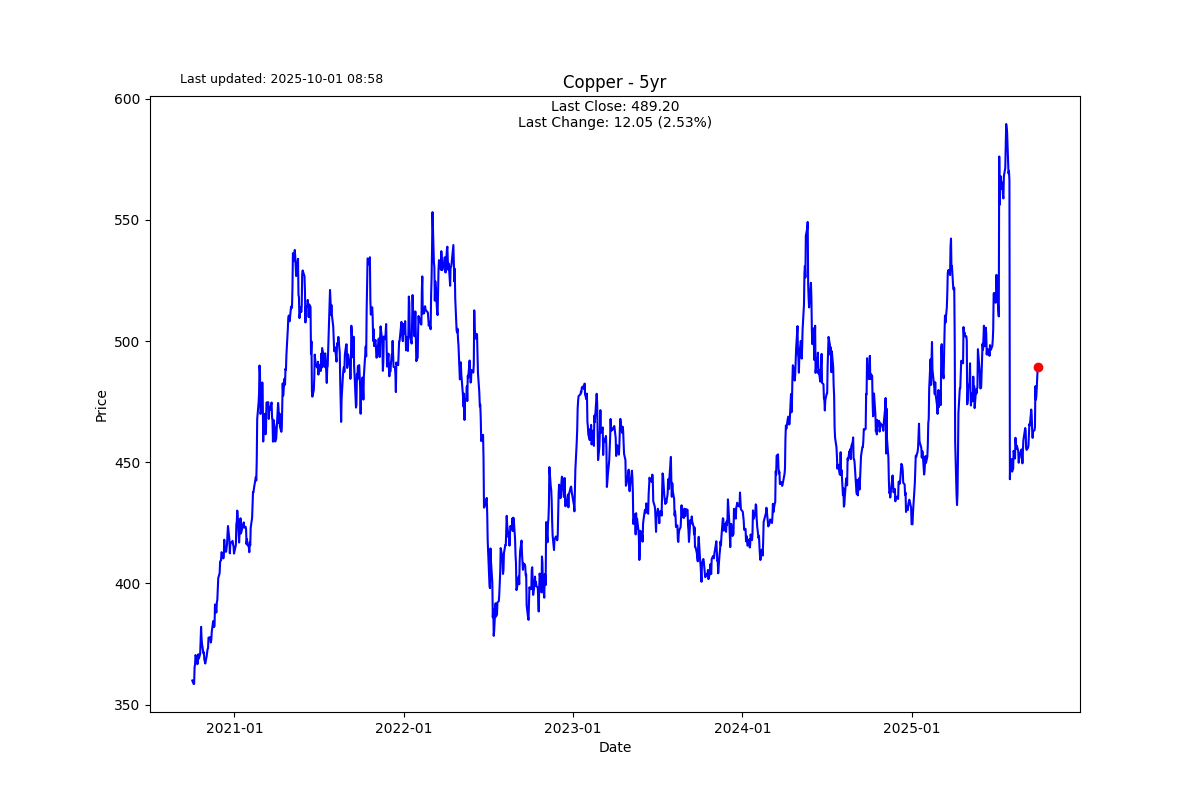 Last updated: 2025-10-01 08:58
Copper - 5yr
Last Close: 489.20
Last Change: 12.05 (2.53%)
600
550
500
450
400
350
Price
2021-01
2022-01
2023-01
2024-01
2025-01
Date